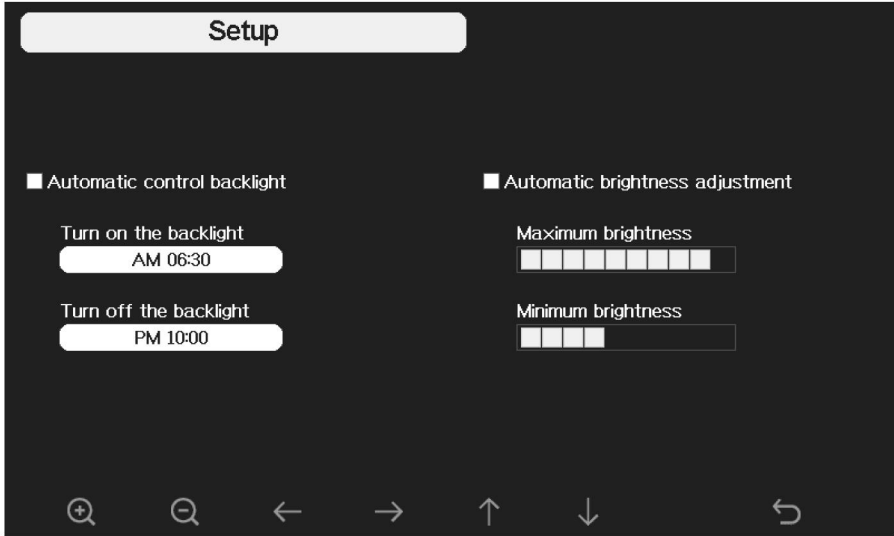 Setup
Automatic control backlight
Turn on the backlight
AM 06:30
Turn off the backlight
PM 10:00
Automatic brightness adjustment
Maximum brightness
Minimum brightness